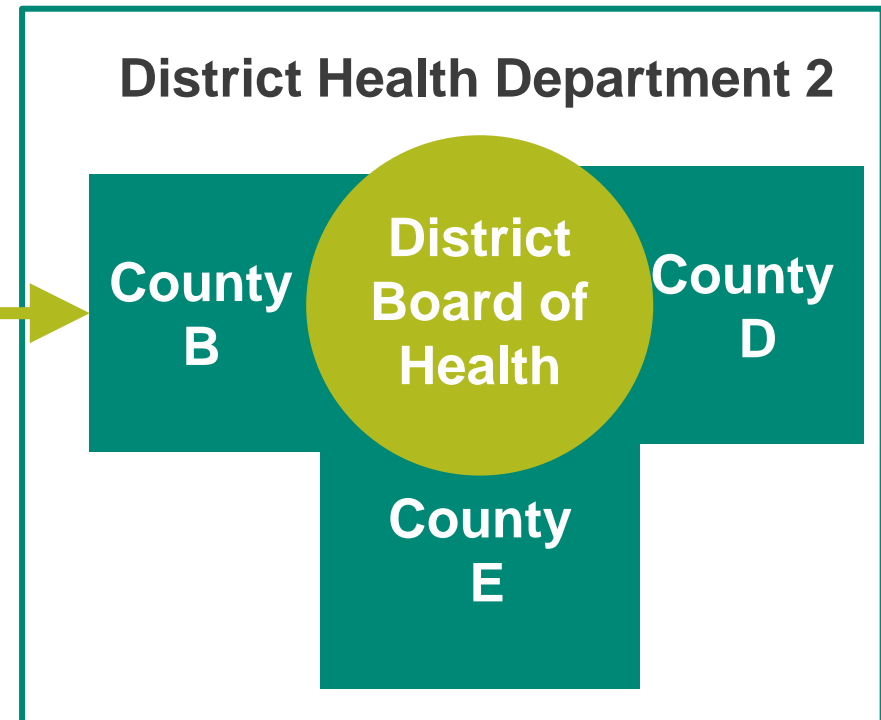 District Health Department 2
County
B
District
Board of
Health
County
D
County
E